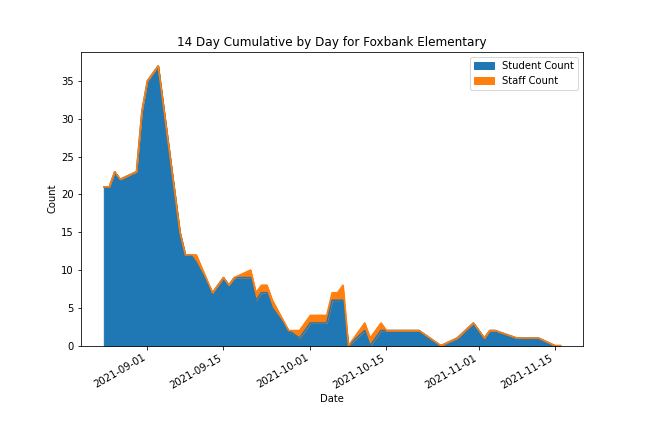 14 Day Cumulative by Day for Foxbank Elementary
Student Count
Staff Count
35
30
25
20
15
10
5
0
Count
2021-09-01
2021-09-15
2021-10-01
2021-10-15
2021-11-01
2021-11-15
Date